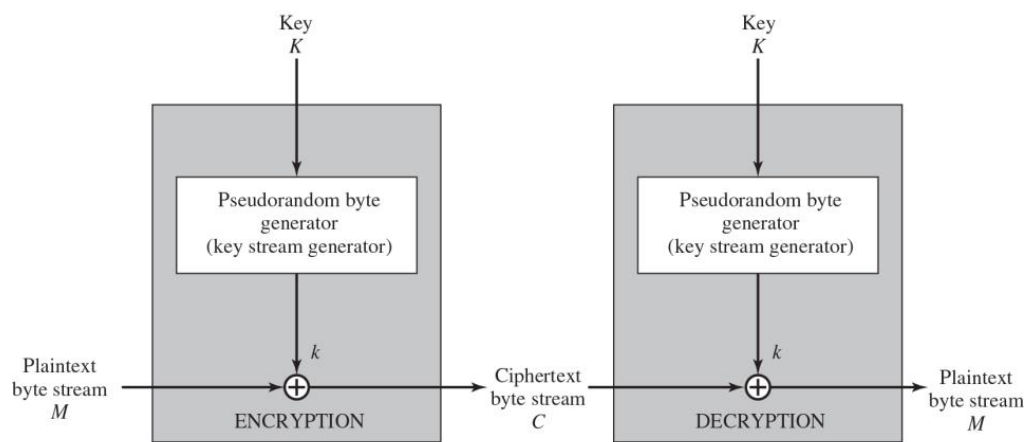 Key
K
Pseudorandom byte
generator
(key stream generator)
k
Plaintext
byte stream
M
ENCRYPTION
Ciphertext
byte stream
C
Key
K
Pseudorandom byte
generator
(key stream generator)
k
DECRYPTION
Plaintext
byte stream
M